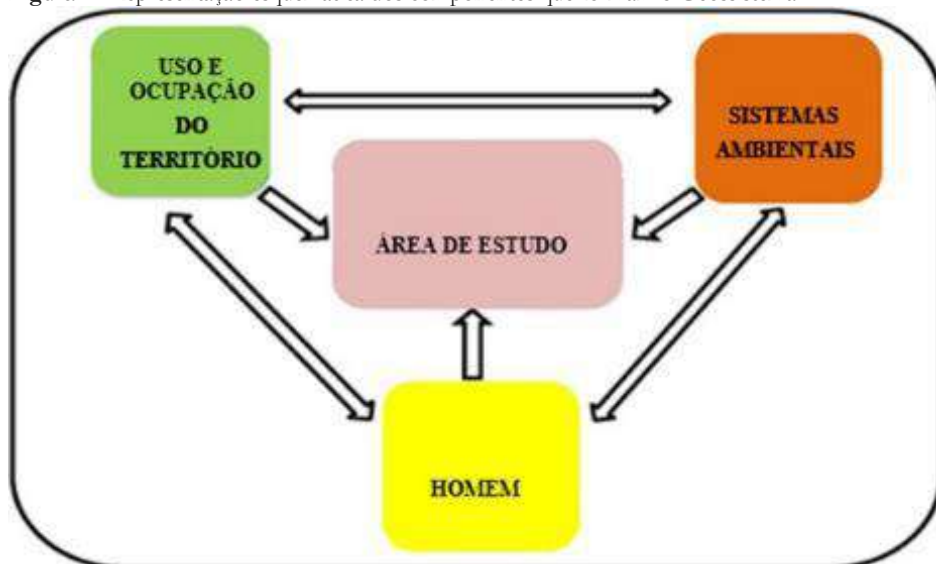 USO E
OCUPAÇÃO
DO
TERRITÓRIO
SISTEMAS
AMBIENTAIS
ÁREA DE ESTUDO
HOMEM